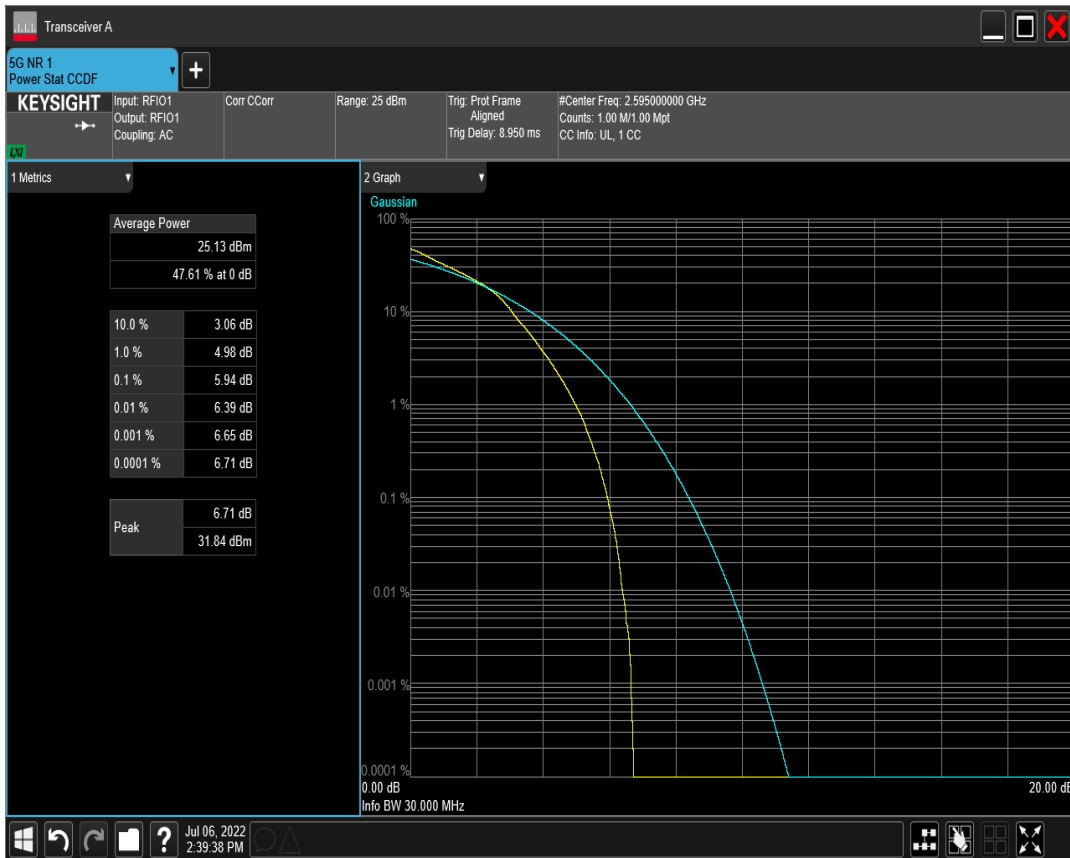 Transceiver A
5G NR 1
Power Stat CCDF
KEYSIGHT
LXI
Input: RFIO1
Output: RFIO1
Coupling: AC
Corr CCorr
Range: 25 dBm
Trig: Prot Frame
Aligned
Trig Delay: 8.950 ms
#Center Freq: 2.595000000 GHz
Counts: 1.00 M/1.00 Mpt
CC Info: UL, 1 CC
1 Metrics
Average Power
25.13 dBm
47.61 % at 0 dB
10.0 % 3.06 dB
1.0 % 4.98 dB
0.1 % 5.94 dB
0.01 % 6.39 dB
0.001 % 6.65 dB
0.0001 % 6.71 dB
Peak 6.71 dB
31.84 dBm
2 Graph
Gaussian
100 %
10 %
1 %
0.1 %
0.01 %
0.001 %
0.0001 %
0.00 dB 20.00 dB
Info BW 30.000 MHz
Jul 06, 2022
2:39:38 PM